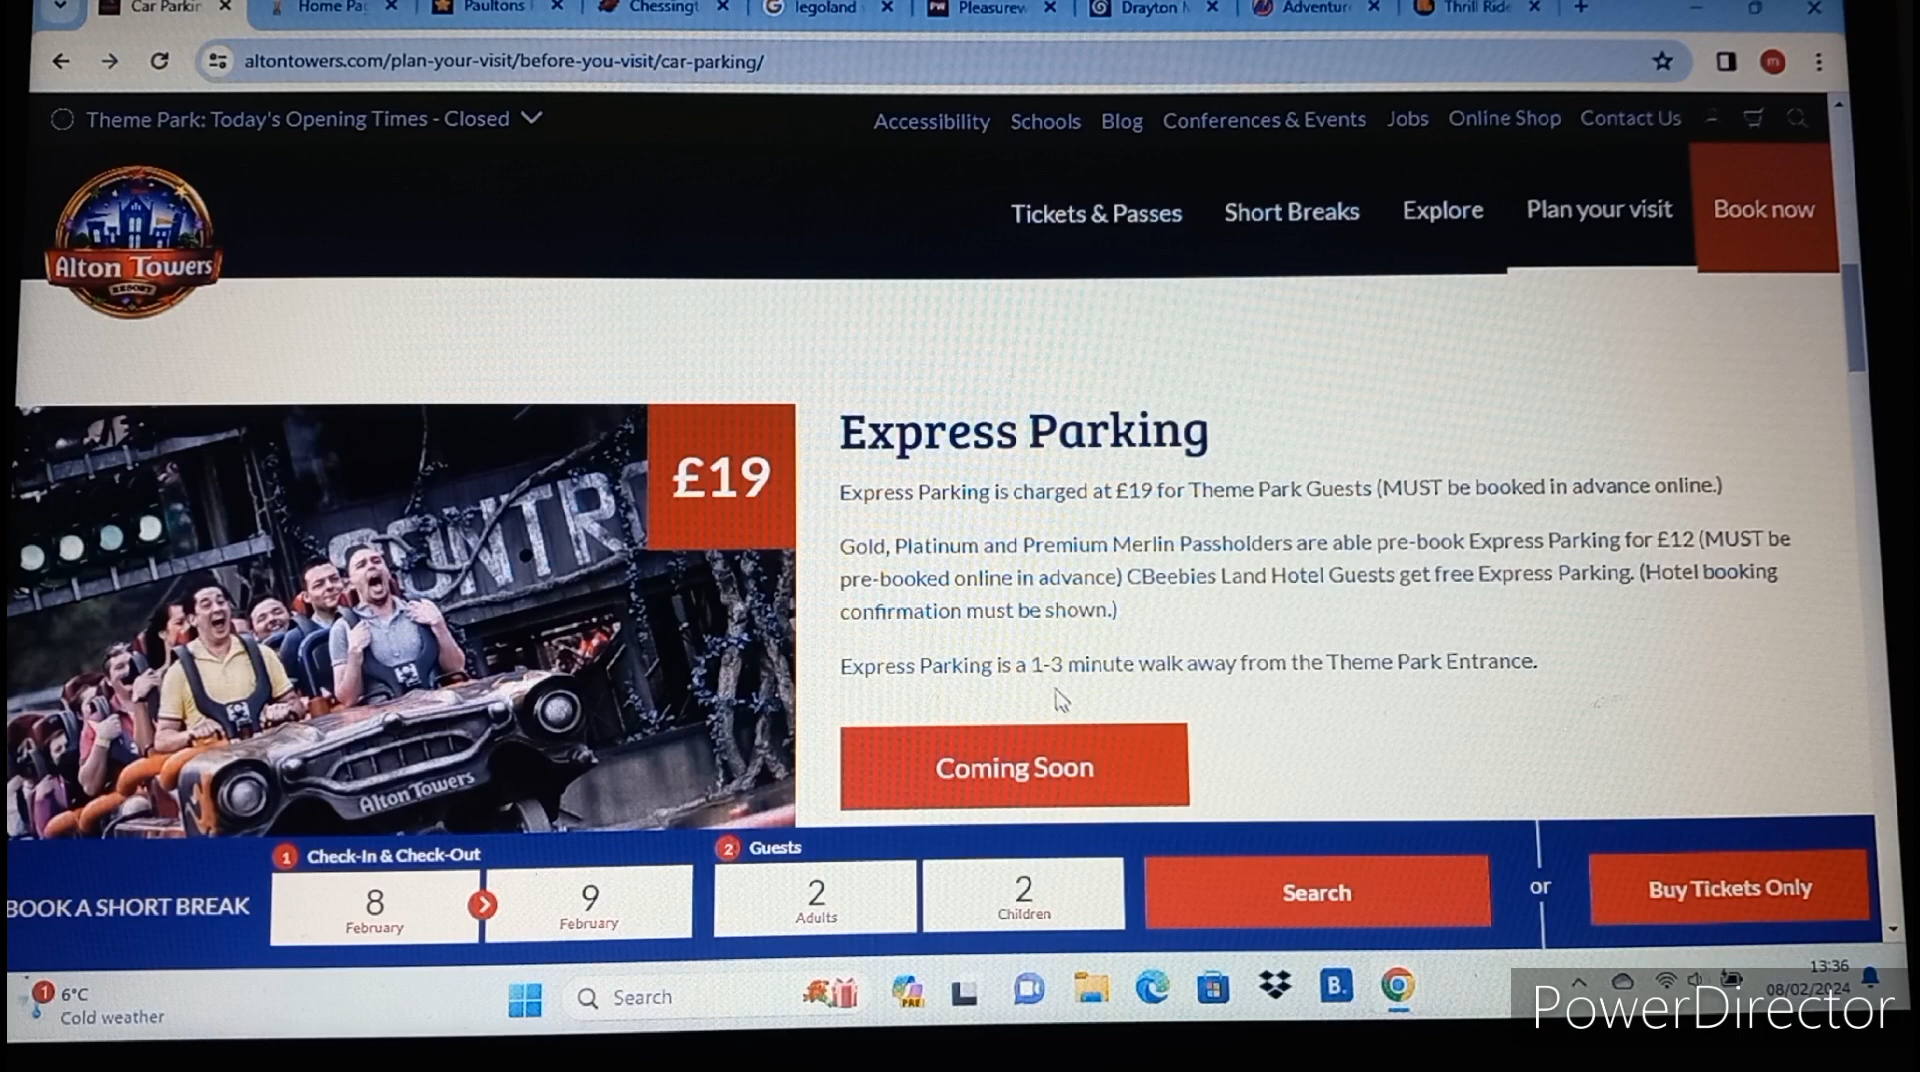 Car Parkin
Home Pa
Paultons
Chessingt
legoland
Pleasurew
Drayton
Adventur
Thrill Ride
altontowers.com/plan-your-visit/before-you-visit/car-parking/
m
Theme Park: Today's Opening Times - Closed
Accessibility Schools Blog Conferences & Events Jobs Online Shop Contact Us
Alton Towers
RESORT
Tickets & Passes Short Breaks Explore Plan your visit Book now
CONTR
£19
Alton Towers
Express Parking
Express Parking is charged at £19 for Theme Park Guests (MUST be booked in advance online.)
Gold, Platinum and Premium Merlin Passholders are able pre-book Express Parking for £12 (MUST be
pre-booked online in advance) CBeebies Land Hotel Guests get free Express Parking. (Hotel booking
confirmation must be shown.)
Express Parking is a 1-3 minute walk away from the Theme Park Entrance.
Coming Soon
BOOK A SHORT BREAK
1 Check-In & Check-Out
8
February
9
February
2 Guests
2
Adults
2
Children
Search
or
Buy Tickets Only
1
6°C
Cold weather
Search
PRE
B.
13:36
08/02/2024
PowerDirector